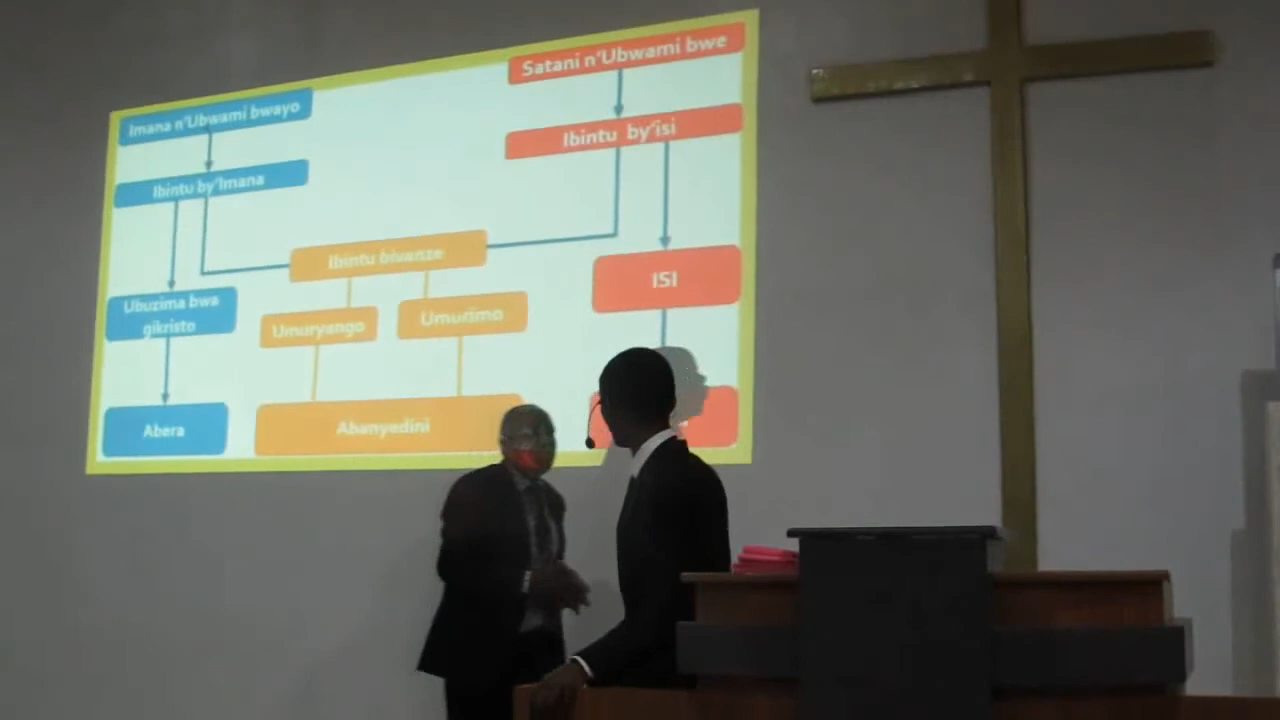 Satani n'Ubwami bwe
Imana n'Ubwami bwayo
Ibintu by'isi
Ibintu by'Imana
Ibintu bivanze
ISI
Ubuzima bwa
gikristo
Umuryango
Umurimo
Abera
Abanyedini